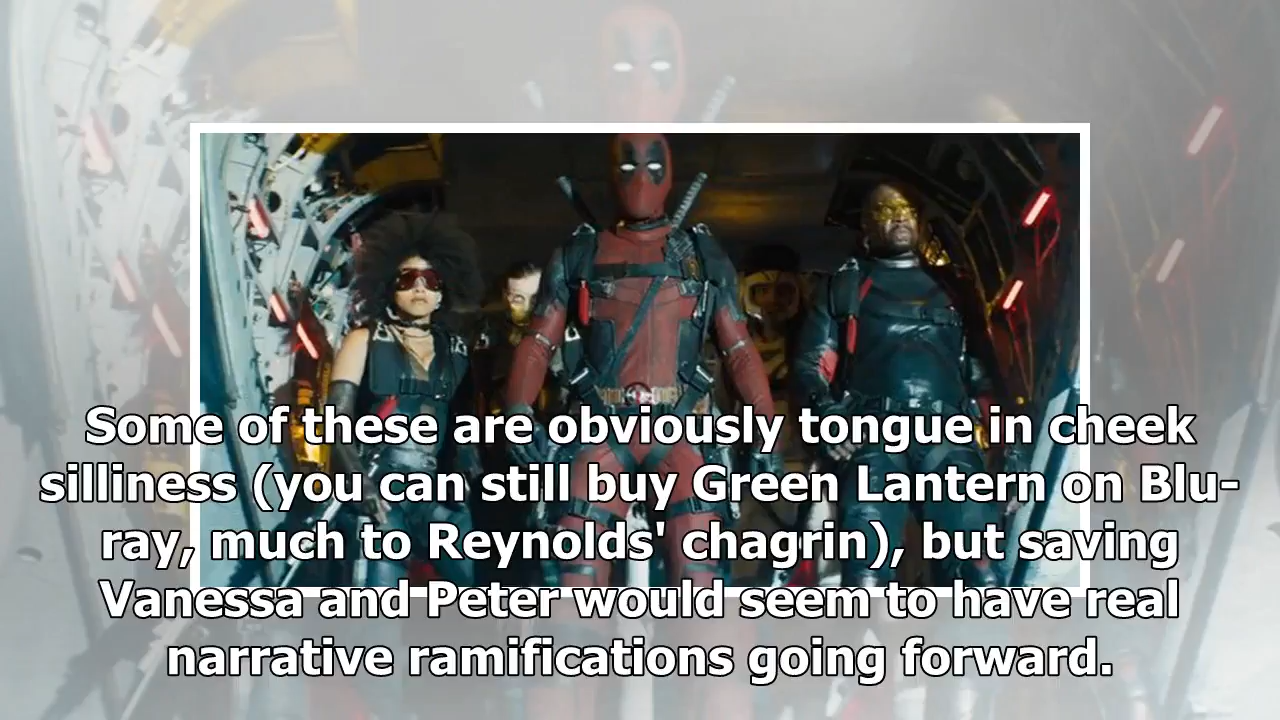 Some of these are obviously tongue in cheek
silliness (you can still buy Green Lantern on Blu-
ray, much to Reynolds' chagrin), but saving
Vanessa and Peter would seem to have real
narrative ramifications going forward.